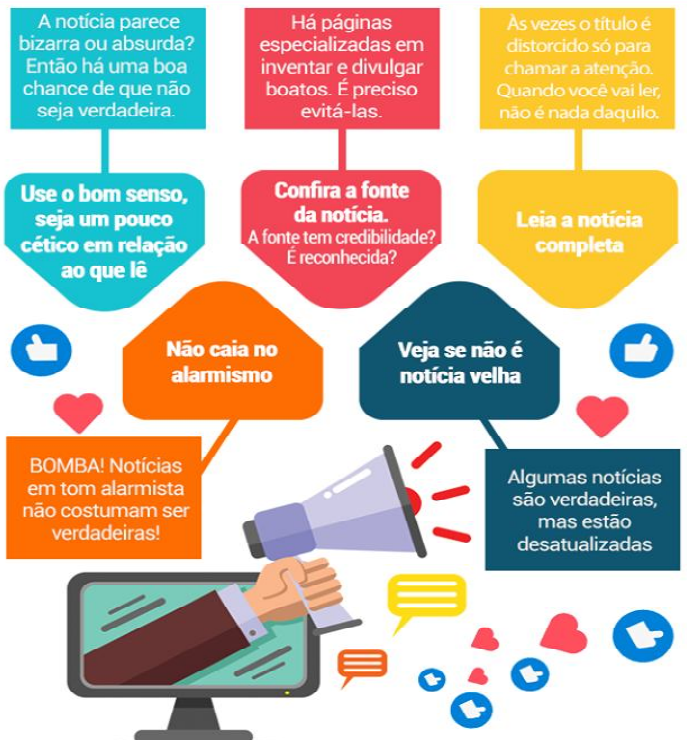 A notícia parece
bizarra ou absurda?
Então há uma boa
chance de que não
seja verdadeira.
Use o bom senso,
seja um pouco
cético em relação
ao que lê
Há páginas
especializadas em
inventar e divulgar
boatos. É preciso
evitá-las.
Confira a fonte
da notícia.
A fonte tem credibilidade?
É reconhecida?
Às vezes o título é
distorcido só para
chamar a atenção.
Quando você vai ler,
não é nada daquilo.
Leia a notícia
completa
Não caia no
alarmismo
BOMBA! Notícias
em tom alarmista
não costumam ser
verdadeiras!
Veja se não é
notícia velha
Algumas notícias
são verdadeiras,
mas estão
desatualizadas